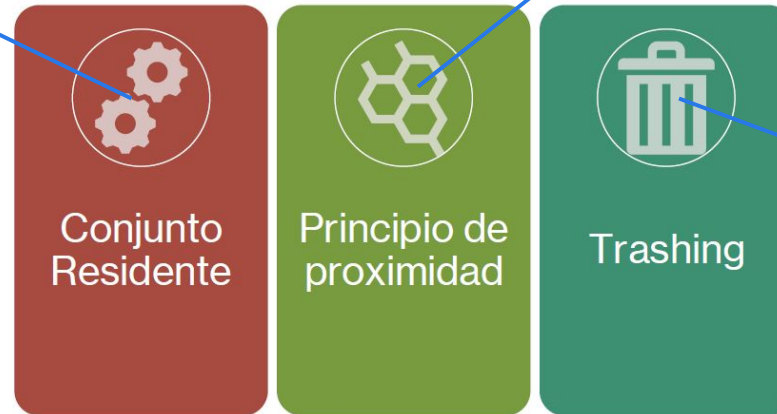 Conjunto
Residente
Principio de
proximidad
Trashing